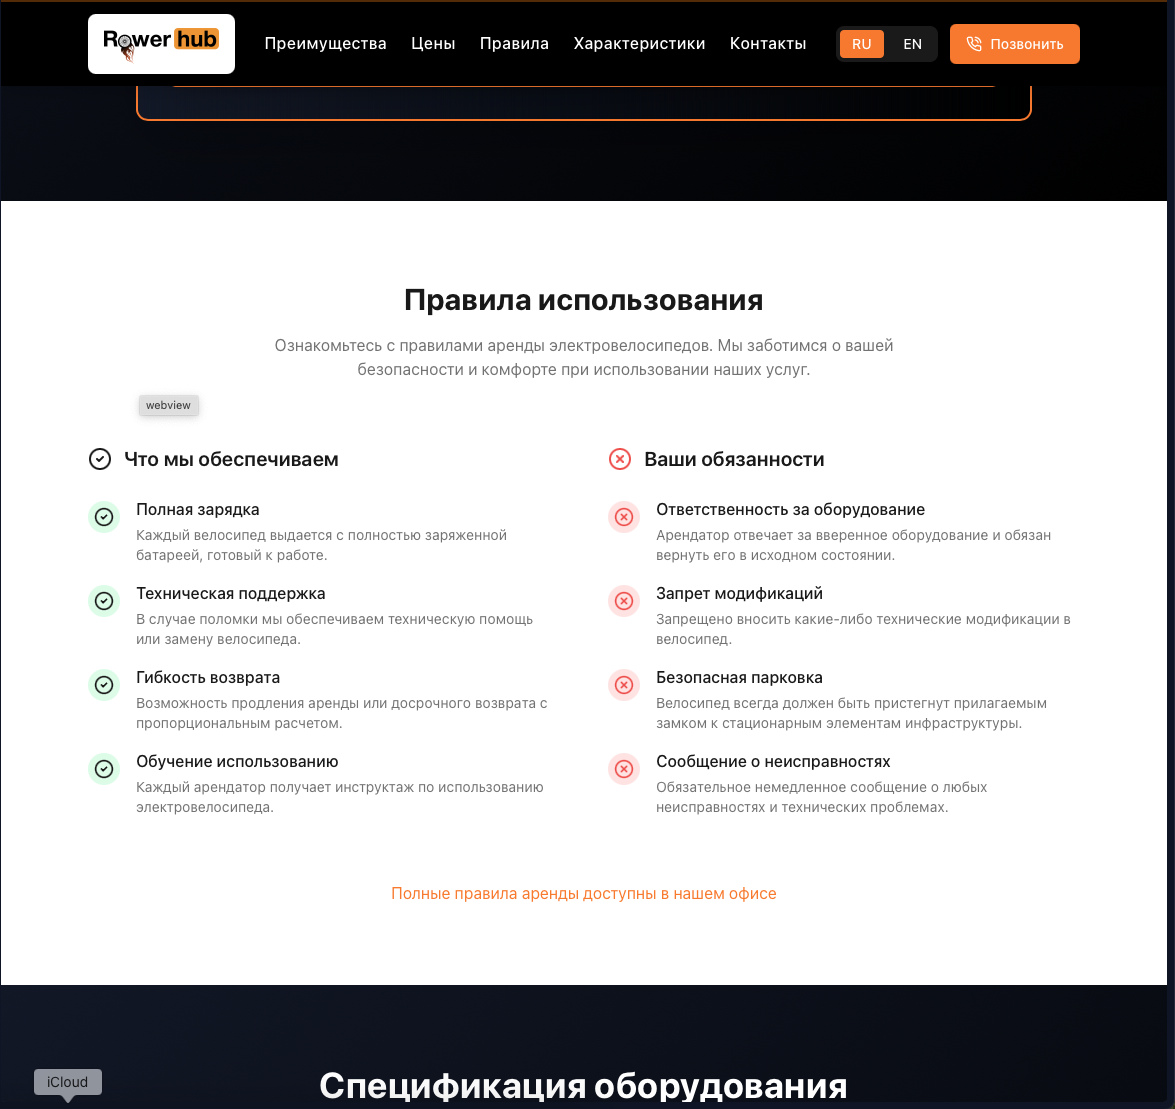 Rower hub
Преимущества Цены Правила Характеристики Контакты RU EN Позвонить
Правила использования
Ознакомьтесь с правилами аренды электровелосипедов. Мы заботимся о вашей
безопасности и комфорте при использовании наших услуг.
webview
Что мы обеспечиваем
Полная зарядка
Каждый велосипед выдается с полностью заряженной
батареей, готовый к работе.
Техническая поддержка
В случае поломки мы обеспечиваем техническую помощь
или замену велосипеда.
Гибкость возврата
Возможность продления аренды или досрочного возврата с
пропорциональным расчетом.
Обучение использованию
Каждый арендатор получает инструктаж по использованию
электровелосипеда.
Ваши обязанности
Ответственность за оборудование
Арендатор отвечает за вверенное оборудование и обязан
вернуть его в исходном состоянии.
Запрет модификаций
Запрещено вносить какие-либо технические модификации в
велосипед.
Безопасная парковка
Велосипед всегда должен быть пристегнут прилагаемым
замком к стационарным элементам инфраструктуры.
Сообщение о неисправностях
Обязательное немедленное сообщение о любых
неисправностях и технических проблемах.
Полные правила аренды доступны в нашем офисе
iCloud
Спецификация оборудования